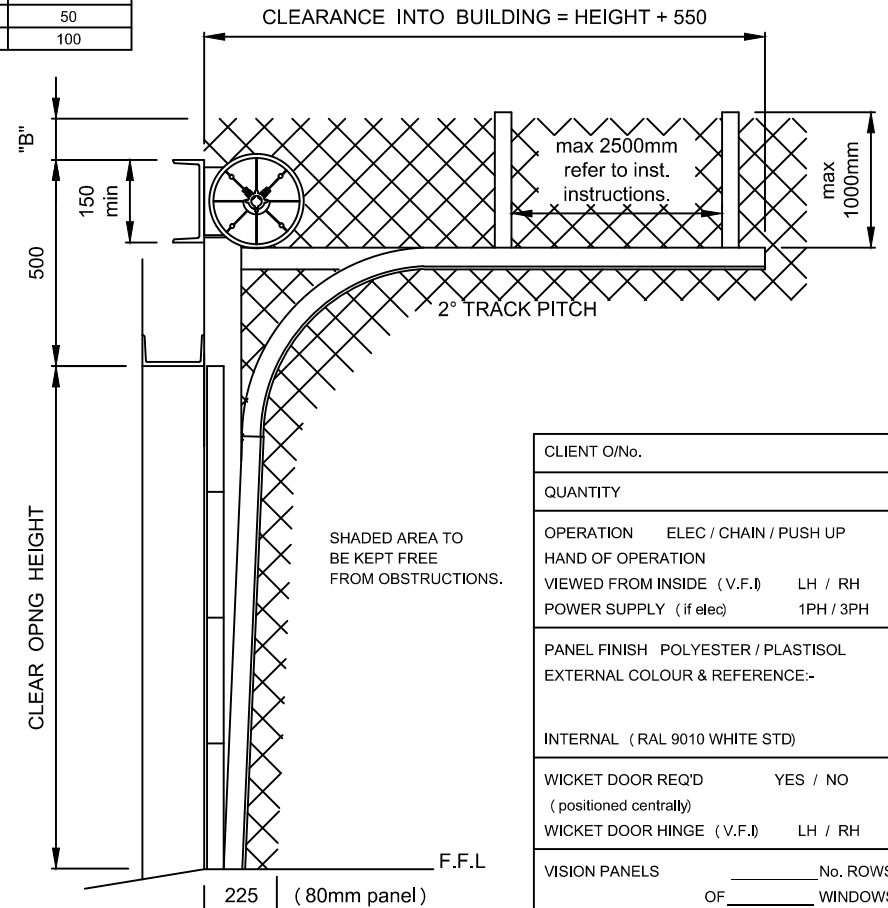 50
100
CLEARANCE INTO BUILDING = HEIGHT + 550
"B"
150
min
500
max 2500mm
refer to inst.
instructions.
max
1000mm
2° TRACK PITCH
SHADED AREA TO
BE KEPT FREE
FROM OBSTRUCTIONS.
CLEAR OPNG HEIGHT
F.F.L
225 ( 80mm panel )
CLIENT O/No.
QUANTITY
OPERATION ELEC / CHAIN / PUSH UP
HAND OF OPERATION
VIEWED FROM INSIDE ( V.F.I) LH / RH
POWER SUPPLY ( if elec) 1PH / 3PH
PANEL FINISH POLYESTER / PLASTISOL
EXTERNAL COLOUR & REFERENCE:-
INTERNAL ( RAL 9010 WHITE STD)
WICKET DOOR REQ'D YES / NO
( positioned centrally)
WICKET DOOR HINGE ( V.F.I) LH / RH
VISION PANELS ________ No. ROWS
OF ________ WINDOWS